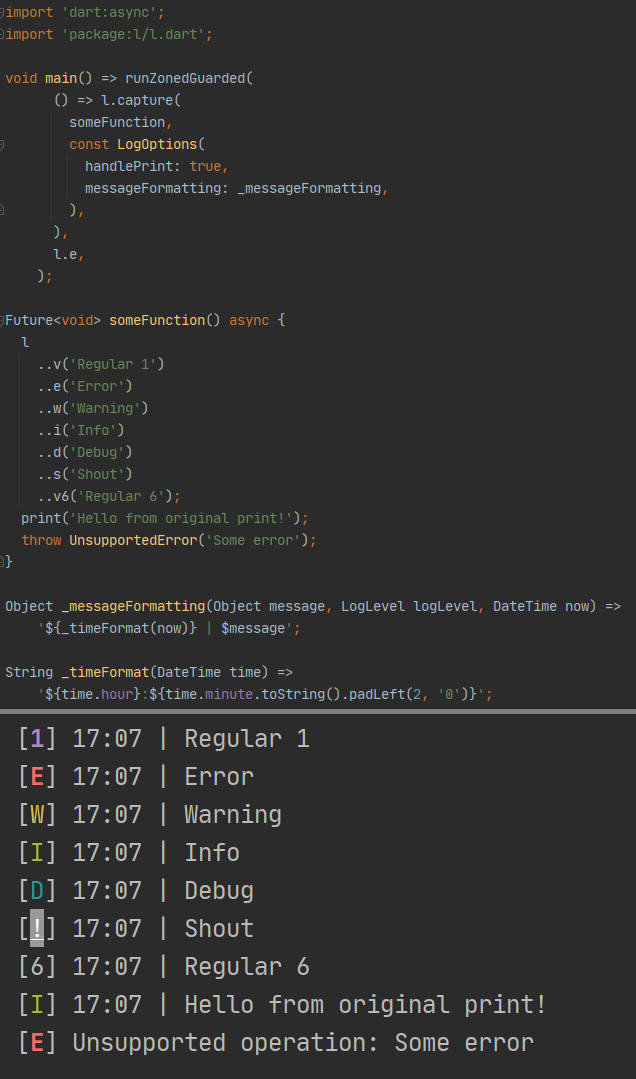 import 'dart:async';
import 'package:l/l.dart';

void main() => runZonedGuarded(
      () => l.capture(
        someFunction,
        const LogOptions(
          handlePrint: true,
          messageFormatting: _messageFormatting,
        ),
      ),
      l.e,
    );

Future<void> someFunction() async {
  l
    ..v('Regular 1')
    ..e('Error')
    ..w('Warning')
    ..i('Info')
    ..d('Debug')
    ..s('Shout')
    ..v6('Regular 6');
  print('Hello from original print!');
  throw UnsupportedError('Some error');
}

Object _messageFormatting(Object message, LogLevel logLevel, DateTime now) =>
    '${_timeFormat(now)} | $message';

String _timeFormat(DateTime time) =>
    '${time.hour}:${time.minute.toString().padLeft(2, '0')}';
[1] 17:07 | Regular 1
[E] 17:07 | Error
[W] 17:07 | Warning
[I] 17:07 | Info
[D] 17:07 | Debug
[!] 17:07 | Shout
[6] 17:07 | Regular 6
[I] 17:07 | Hello from original print!
[E] Unsupported operation: Some error